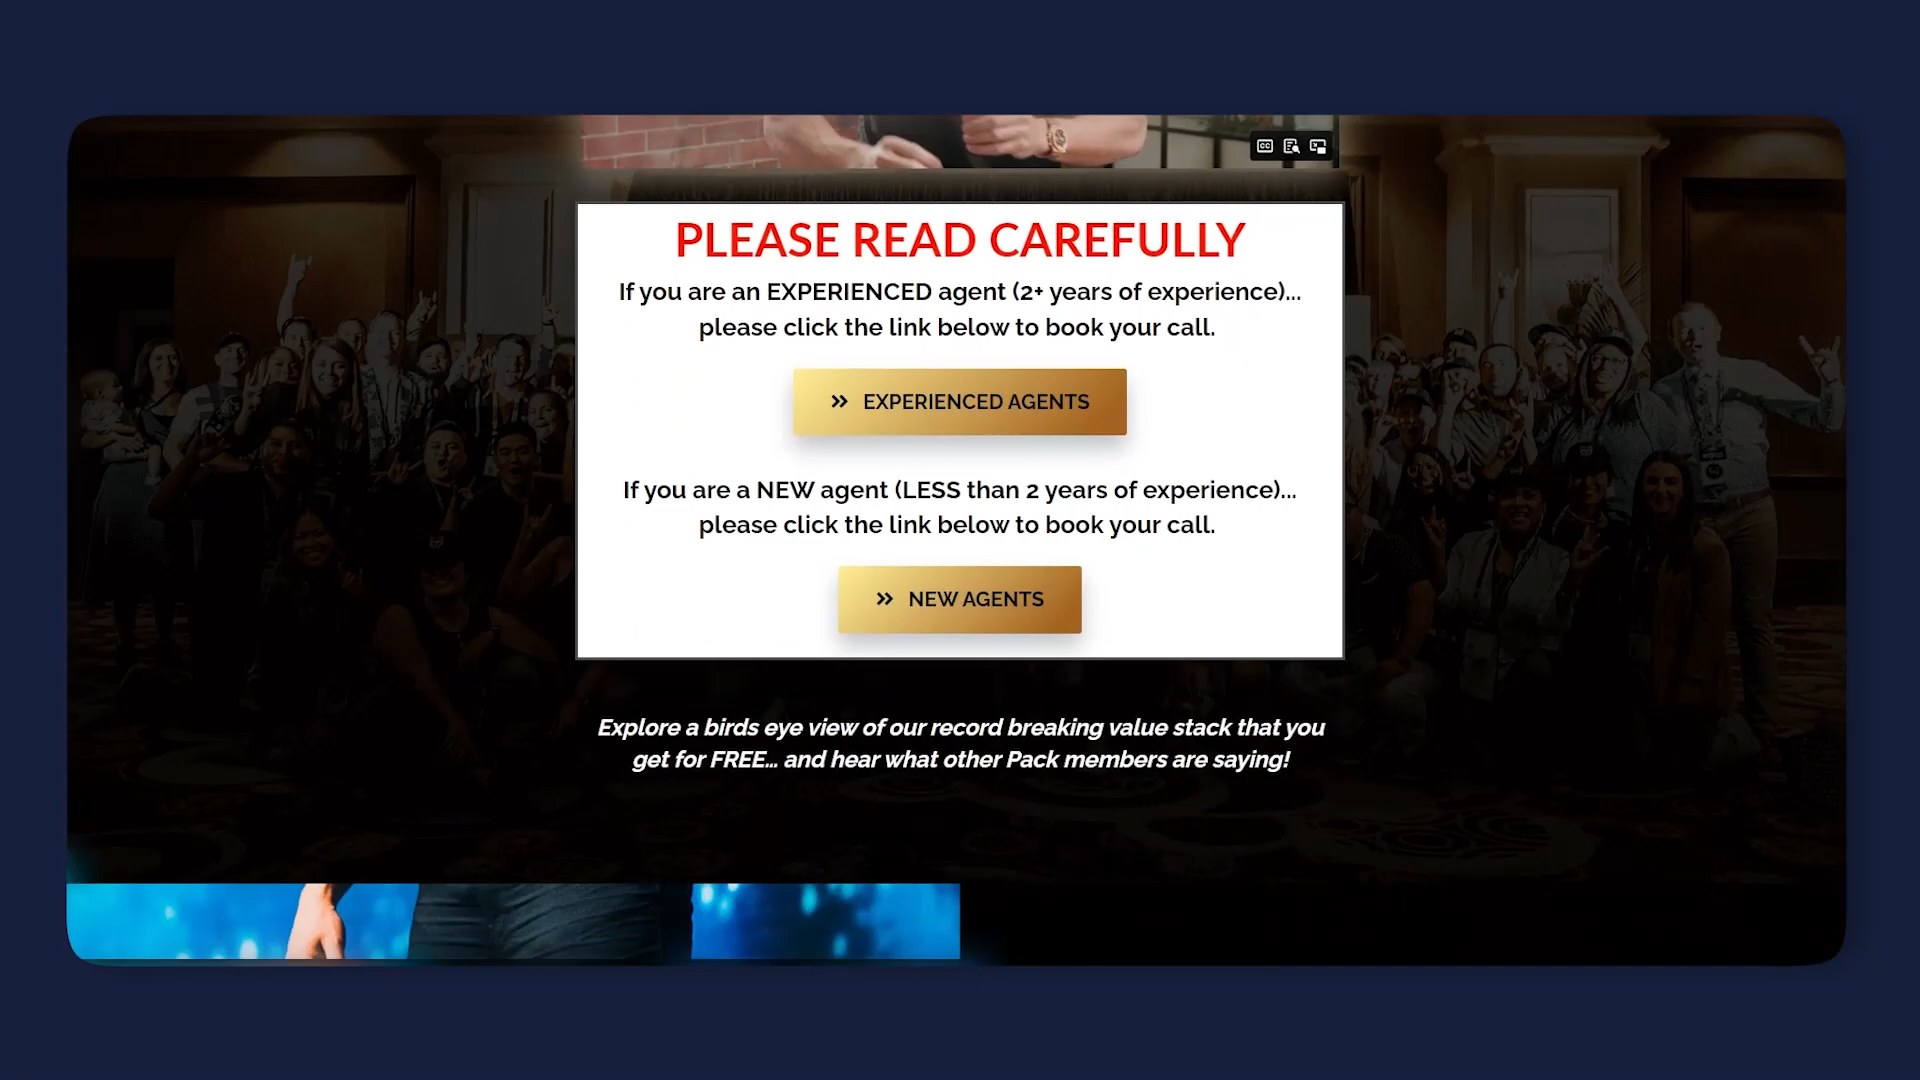 CC
PLEASE READ CAREFULLY
If you are an EXPERIENCED agent (2+ years of experience)...
please click the link below to book your call.
EXPERIENCED AGENTS
If you are a NEW agent (LESS than 2 years of experience)...
please click the link below to book your call.
NEW AGENTS
Explore a birds eye view of our record breaking value stack that you
get for FREE... and hear what other Pack members are saying!